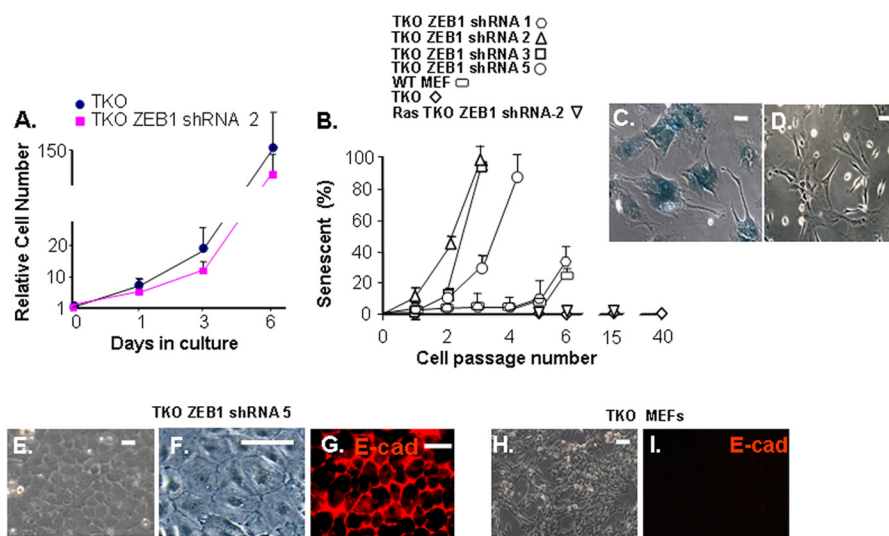 TKO ZEB1 shRNA 1
TKO ZEB1 shRNA 2
TKO ZEB1 shRNA 3
TKO ZEB1 shRNA 5
WT MEF
TKO
Ras TKO ZEB1 shRNA-2
TKO
TKO ZEB1 shRNA 2
A.
Relative Cell Number
150
20
10
1
0 1 3 6
Days in culture
B.
Senescent (%)
100
80
60
40
20
0
0 2 4 6 15 40
Cell passage number
C.
D.
TKO ZEB1 shRNA 5
E.
F.
G. E-cad
TKO MEFs
H.
I. E-cad